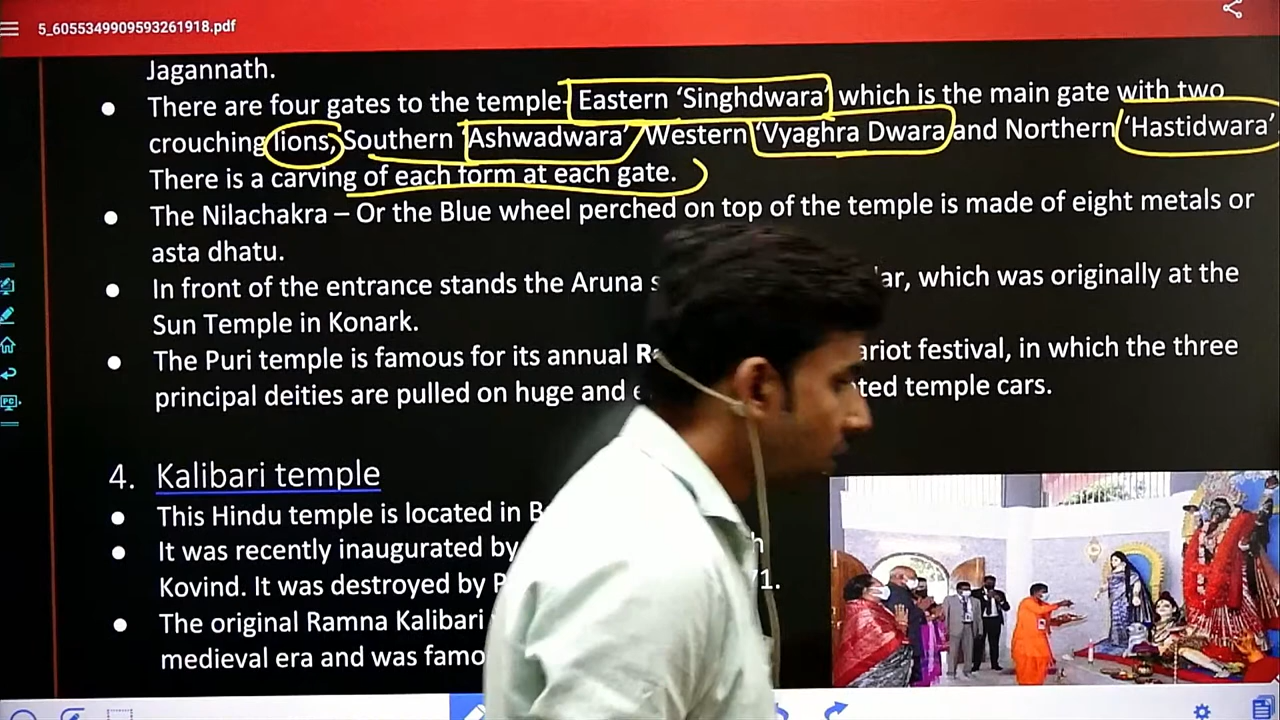 5_6055349909593261918.pdf
Jagannath.
There are four gates to the temple- Eastern ‘Singhdwara’ which is the main gate with two
crouching lions, Southern ‘Ashwadwara’ Western ‘Vyaghra Dwara and Northern ‘Hastidwara’
There is a carving of each form at each gate.
The Nilachakra – Or the Blue wheel perched on top of the temple is made of eight metals or
asta dhatu.
In front of the entrance stands the Aruna which was originally at the
Sun Temple in Konark.
The Puri temple is famous for its annual festival, in which the three
principal deities are pulled on huge and temple cars.
4. Kalibari temple
This Hindu temple is located in
It was recently inaugurated by
Kovind. It was destroyed by
The original Ramna Kalibari
medieval era and was